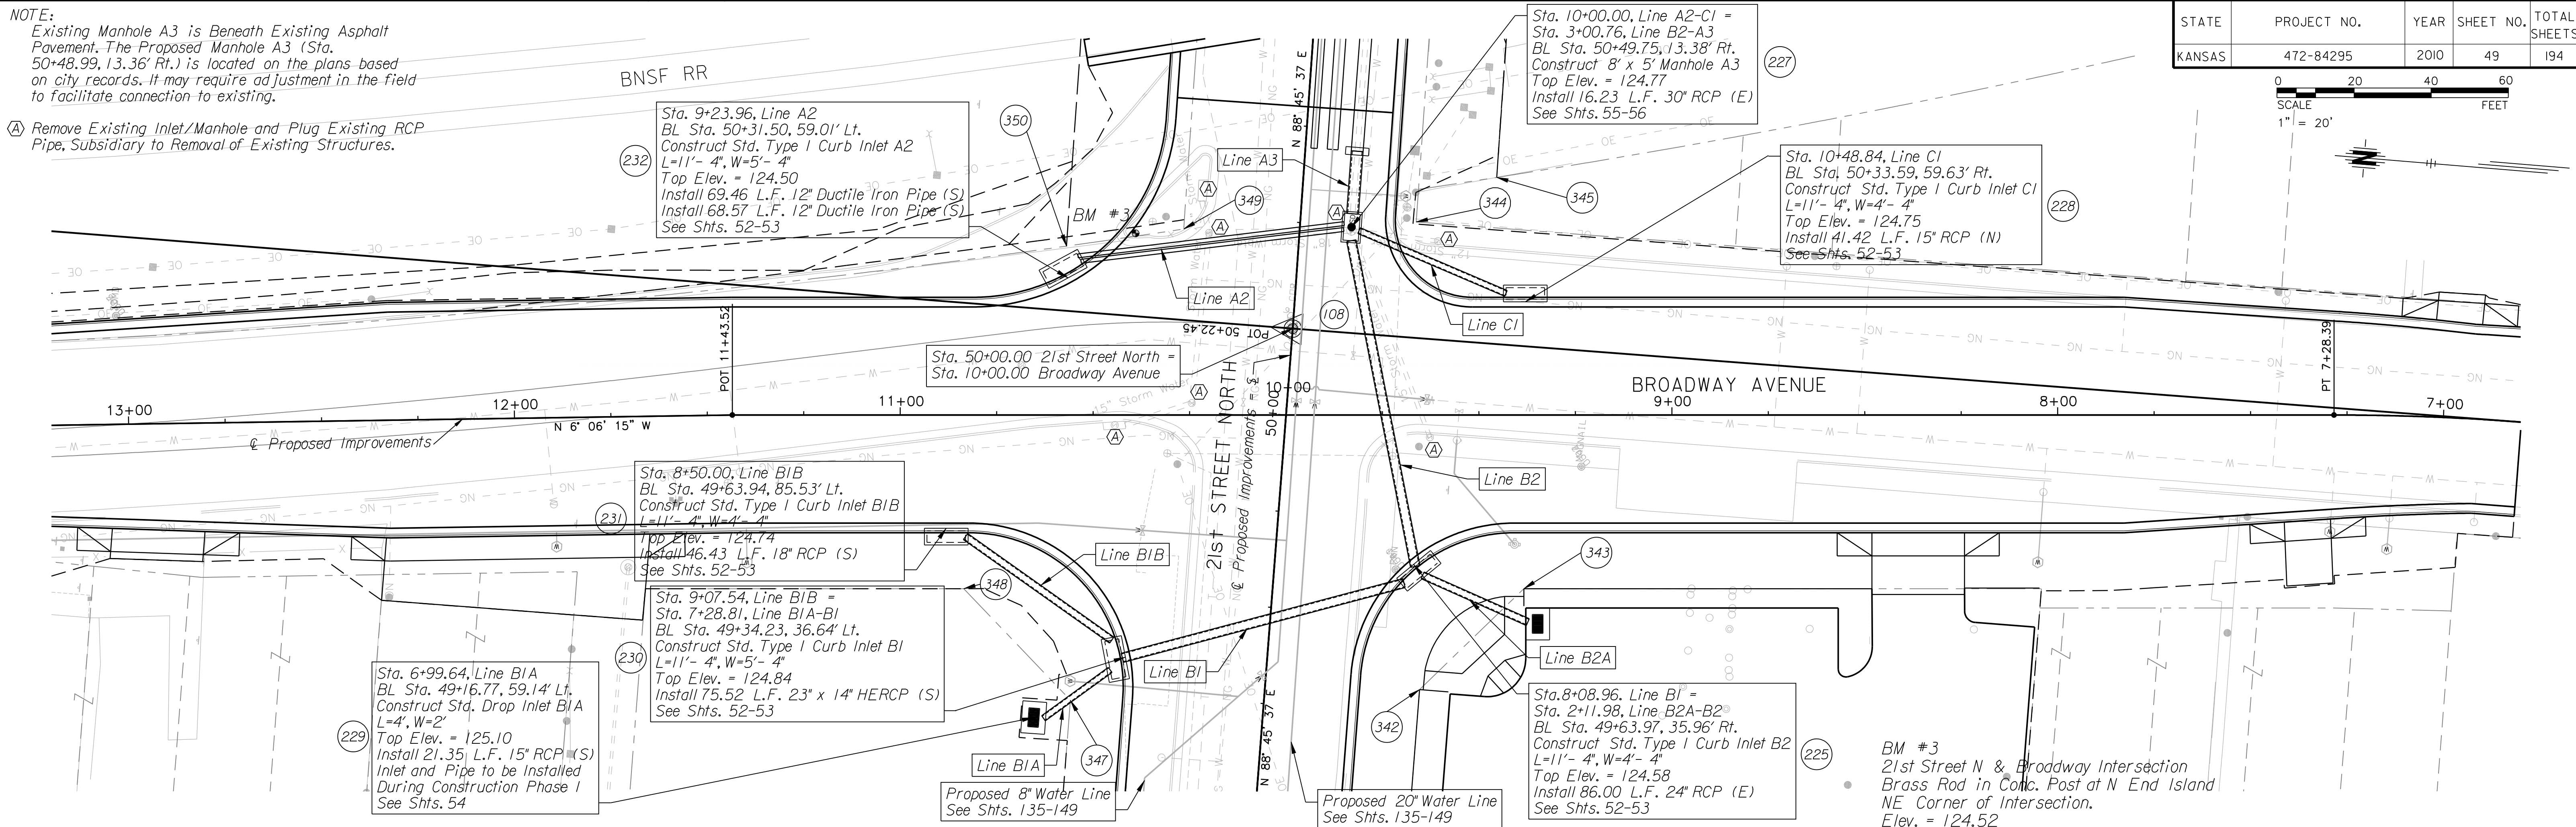 NOTE:
Existing Manhole A3 is Beneath Existing Asphalt
Pavement. The Proposed Manhole A3 (Sta.
50+48.99, 13.36' Rt.) is located on the plans based
on city records. It may require adjustment in the field
to facilitate connection to existing.
A Remove Existing Inlet/Manhole and Plug Existing RCP
Pipe, Subsidiary to Removal of Existing Structures.
STATE PROJECT NO. YEAR SHEET NO. TOTAL SHEETS
KANSAS 472-84295 2010 49 194
0 20 40 60
SCALE FEET
1" = 20'
N
BNSF RR
232
Sta. 9+23.96, Line A2
BL Sta. 50+31.50, 59.01' Lt.
Construct Std. Type I Curb Inlet A2
L=11'- 4", W=5'- 4"
Top Elev. = 124.50
Install 69.46 L.F. 12" Ductile Iron Pipe (S)
Install 68.57 L.F. 12" Ductile Iron Pipe (S)
See Shts. 52-53
350
BM #3
349
Line A3
Line A2
N 88° 45' 37 E
Sta. 10+00.00, Line A2-C1 =
Sta. 3+00.76, Line B2-A3
BL Sta. 50+49.75, 13.38' Rt.
Construct 8' x 5' Manhole A3
Top Elev. = 124.77
Install 16.23 L.F. 30" RCP (E)
See Shts. 55-56
227
344
345
Sta. 10+48.84, Line C1
BL Sta. 50+33.59, 59.63' Rt.
Construct Std. Type I Curb Inlet C1
L=11'- 4", W=4'- 4"
Top Elev. = 124.75
Install 41.42 L.F. 15" RCP (N)
See Shts. 52-53
228
Line C1
108
POT 50+22.45
POT 11+43.52
PT 7+28.39
Sta. 50+00.00 21st Street North =
Sta. 10+00.00 Broadway Avenue
BROADWAY AVENUE
13+00
12+00
11+00
10+00
9+00
8+00
7+00
50+00
N 6° 06' 15" W
℄ Proposed Improvements
21st STREET NORTH
℄ Proposed Improvements
15" Storm Water
Line B2
231
Sta. 8+50.00, Line B1B
BL Sta. 49+63.94, 85.53' Lt.
Construct Std. Type I Curb Inlet B1B
L=11'- 4", W=4'- 4"
Top Elev. = 124.74
Install 46.43 L.F. 18" RCP (S)
See Shts. 52-53
Line B1B
348
230
Sta. 9+07.54, Line B1B =
Sta. 7+28.81, Line B1A-B1
BL Sta. 49+34.23, 36.64' Lt.
Construct Std. Type I Curb Inlet B1
L=11'- 4", W=5'- 4"
Top Elev. = 124.84
Install 75.52 L.F. 23" x 14" HERCP (S)
See Shts. 52-53
229
Sta. 6+99.64, Line B1A
BL Sta. 49+16.77, 59.14' Lt.
Construct Std. Drop Inlet B1A
L=4', W=2'
Top Elev. = 125.10
Install 21.35 L.F. 15" RCP (S)
Inlet and Pipe to be Installed
During Construction Phase I
See Shts. 54
Line B1A
347
Line B1
N 88° 45' 37 E
Proposed 8" Water Line
See Shts. 135-149
Proposed 20" Water Line
See Shts. 135-149
343
342
Line B2A
Sta.8+08.96. Line B1 =
Sta. 2+11.98, Line B2A-B2
BL Sta. 49+63.97, 35.96' Rt.
Construct Std. Type I Curb Inlet B2
L=11'- 4", W=4'- 4"
Top Elev. = 124.58
Install 86.00 L.F. 24" RCP (E)
See Shts. 52-53
225
BM #3
21st Street N & Broadway Intersection
Brass Rod in Conc. Post at N End Island
NE Corner of Intersection.
Elev. = 124.52